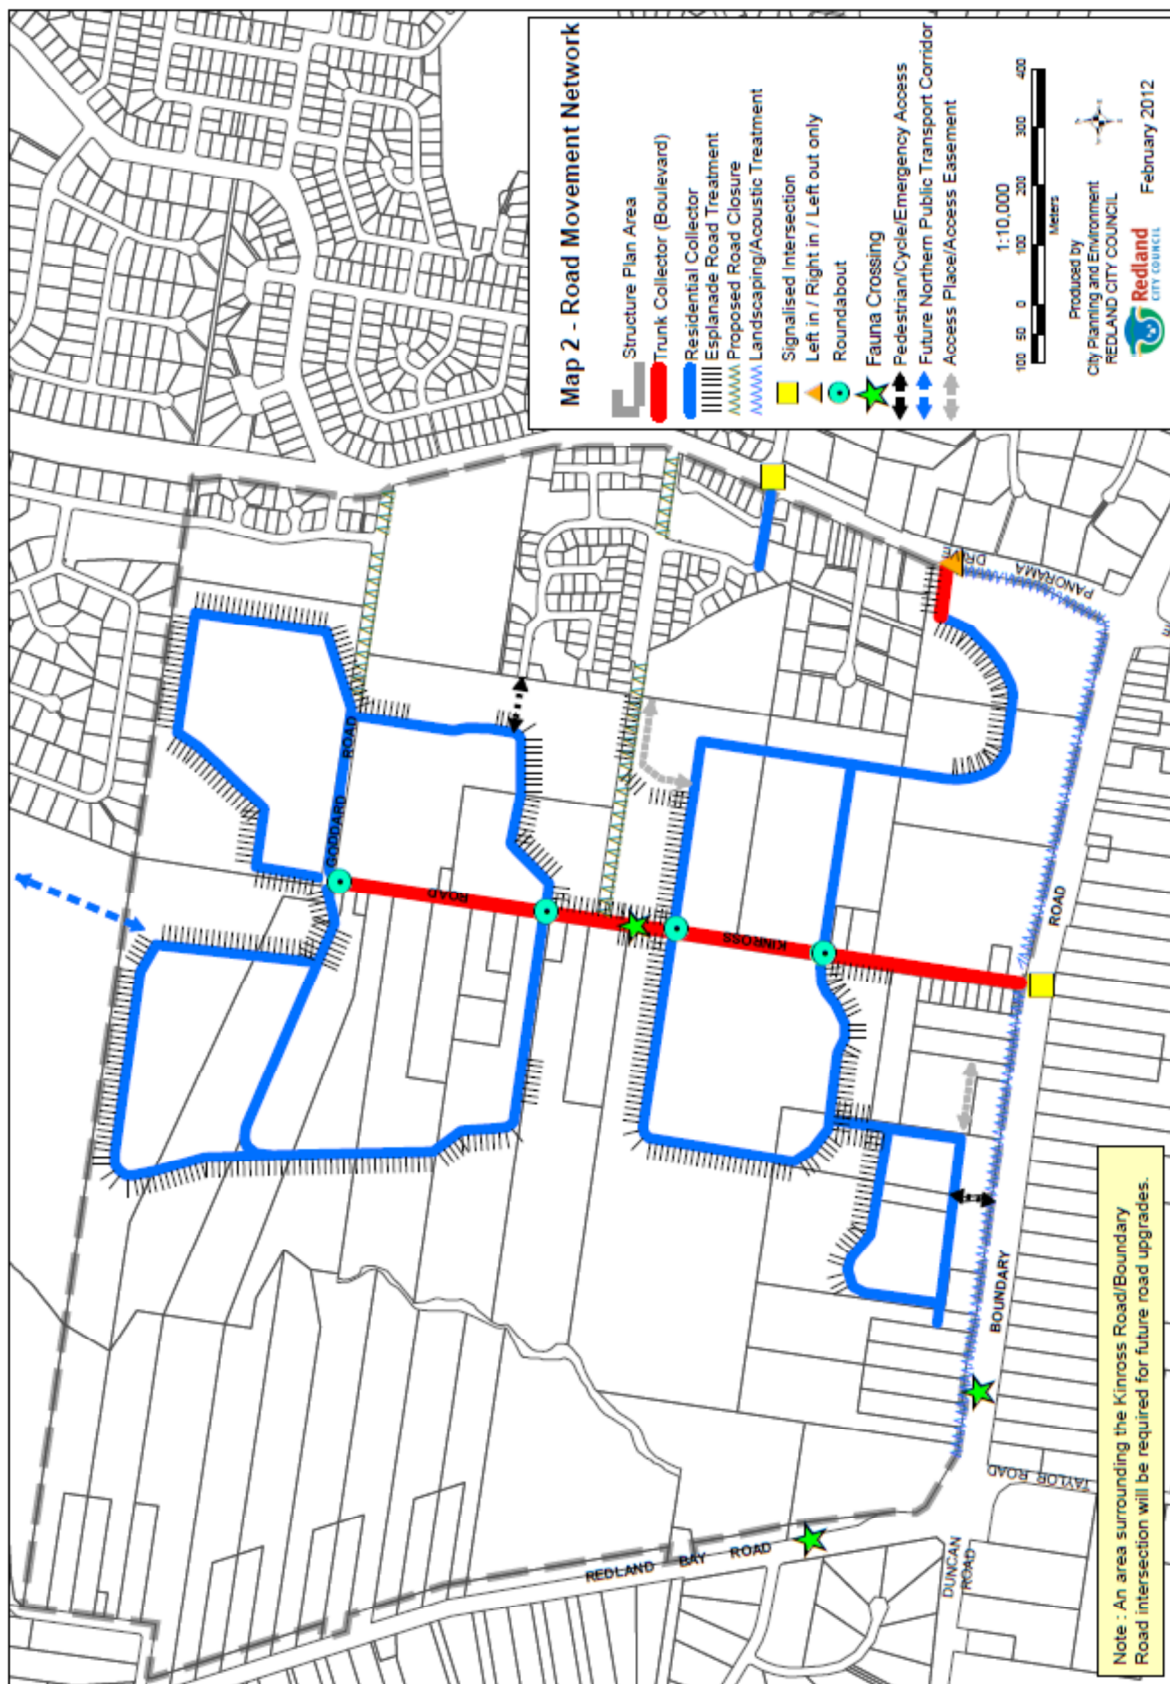 Map 2 - Road Movement Network
Structure Plan Area
Trunk Collector (Boulevard)
Residential Collector
Esplanade Road Treatment
Proposed Road Closure
Landscaping/Acoustic Treatment
Signalised Intersection
Left in / Right in / Left out only
Roundabout
Fauna Crossing
Pedestrian/Cycle/Emergency Access
Future Northern Public Transport Corridor
Access Place/Access Easement
1:10,000
100 50 0 100 200 300 400
Meters
Produced by
City Planning and Environment
REDLAND CITY COUNCIL
Redland
CITY COUNCIL
February 2012
GODDARD ROAD
ROAD
KINROSS
PANORAMA
DRIVE
ROAD
BOUNDARY
REDLAND BAY ROAD
TAYLOR ROAD
DUNCAN
ROAD
Note : An area surrounding the Kinross Road/Boundary
Road intersection will be required for future road upgrades.